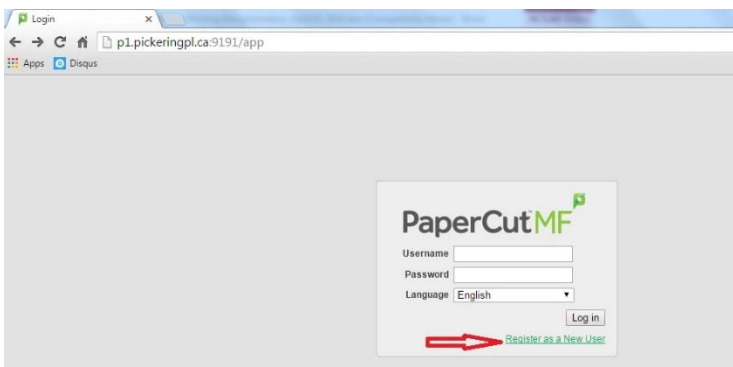 Login
p1.pickeringpl.ca:9191/app
Apps Disqus
PaperCut MF
Username
Password
Language English
Log in
Register as a New User